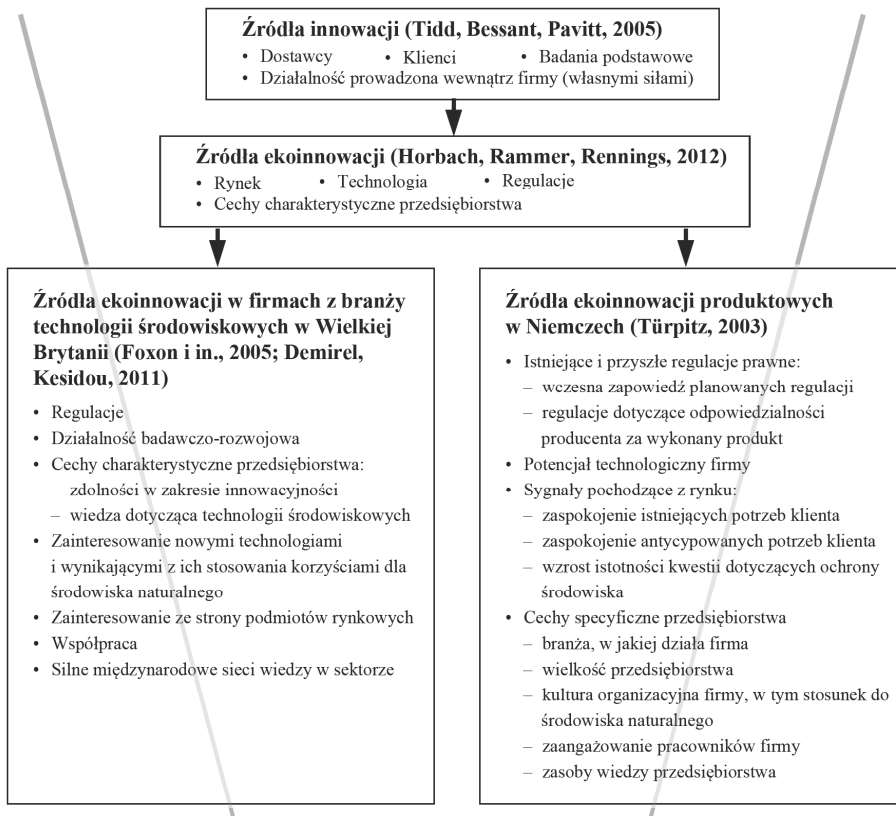 Źródła innowacji (Tidd, Bessant, Pavitt, 2005)
• Dostawcy • Klienci • Badania podstawowe
• Działalność prowadzona wewnątrz firmy (własnymi siłami)
Źródła ekoinnowacji (Horbach, Rammer, Rennings, 2012)
• Rynek • Technologia • Regulacje
• Cechy charakterystyczne przedsiębiorstwa
Źródła ekoinnowacji w firmach z branży
technologii środowiskowych w Wielkiej
Brytanii (Foxon i in., 2005; Demirel,
Kesidou, 2011)
• Regulacje
• Działalność badawczo-rozwojowa
• Cechy charakterystyczne przedsiębiorstwa:
zdolności w zakresie innowacyjności
– wiedza dotycząca technologii środowiskowych
• Zainteresowanie nowymi technologiami
i wynikającymi z ich stosowania korzyściami dla
środowiska naturalnego
• Zainteresowanie ze strony podmiotów rynkowych
• Współpraca
• Silne międzynarodowe sieci wiedzy w sektorze
Źródła ekoinnowacji produktowych
w Niemczech (Türpitz, 2003)
• Istniejące i przyszłe regulacje prawne:
– wczesna zapowiedź planowanych regulacji
– regulacje dotyczące odpowiedzialności
producenta za wykonany produkt
• Potencjał technologiczny firmy
• Sygnały pochodzące z rynku:
– zaspokojenie istniejących potrzeb klienta
– zaspokojenie antycypowanych potrzeb klienta
– wzrost istotności kwestii dotyczących ochrony
środowiska
• Cechy specyficzne przedsiębiorstwa
– branża, w jakiej działa firma
– wielkość przedsiębiorstwa
– kultura organizacyjna firmy, w tym stosunek do
środowiska naturalnego
– zaangażowanie pracowników firmy
– zasoby wiedzy przedsiębiorstwa